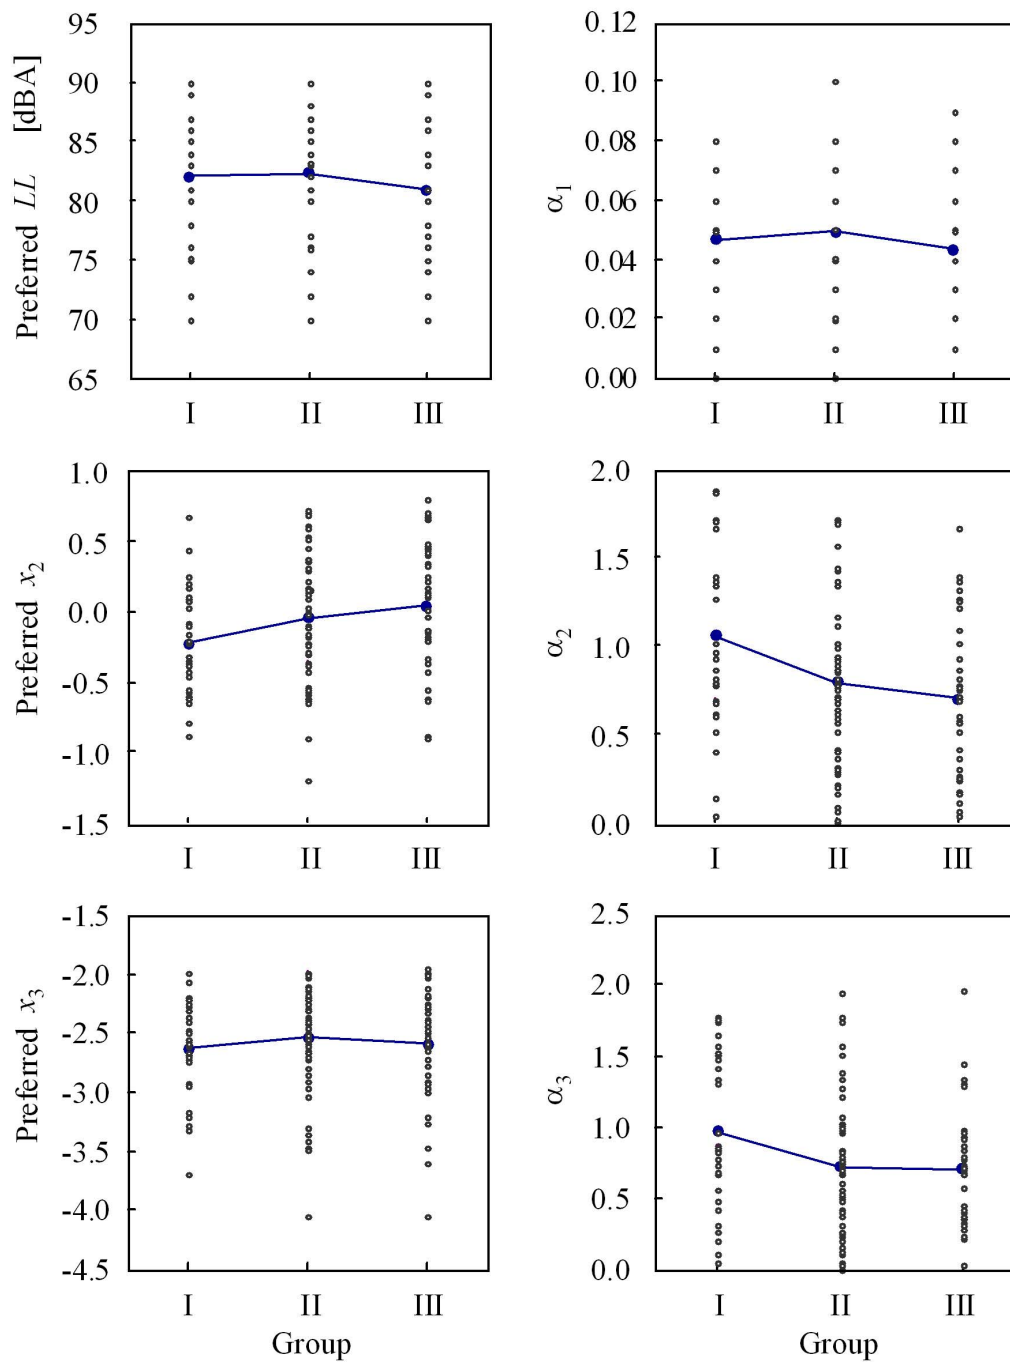 95
90
85
80
75
70
65
Preferred LL [dBA]
I II III
0.12
0.10
0.08
0.06
0.04
0.02
0.00
α1
I II III
1.0
0.5
0.0
-0.5
-1.0
-1.5
Preferred x2
I II III
2.0
1.5
1.0
0.5
0.0
α2
I II III
-1.5
-2.0
-2.5
-3.0
-3.5
-4.0
-4.5
Preferred x3
I II III
Group
2.5
2.0
1.5
1.0
0.5
0.0
α3
I II III
Group